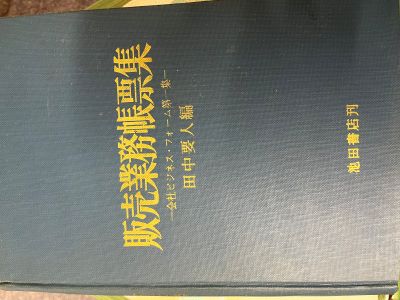 販売業務帳票集
―会社ビジネス・フォーム第一集―
田中要人編
池田書店刊